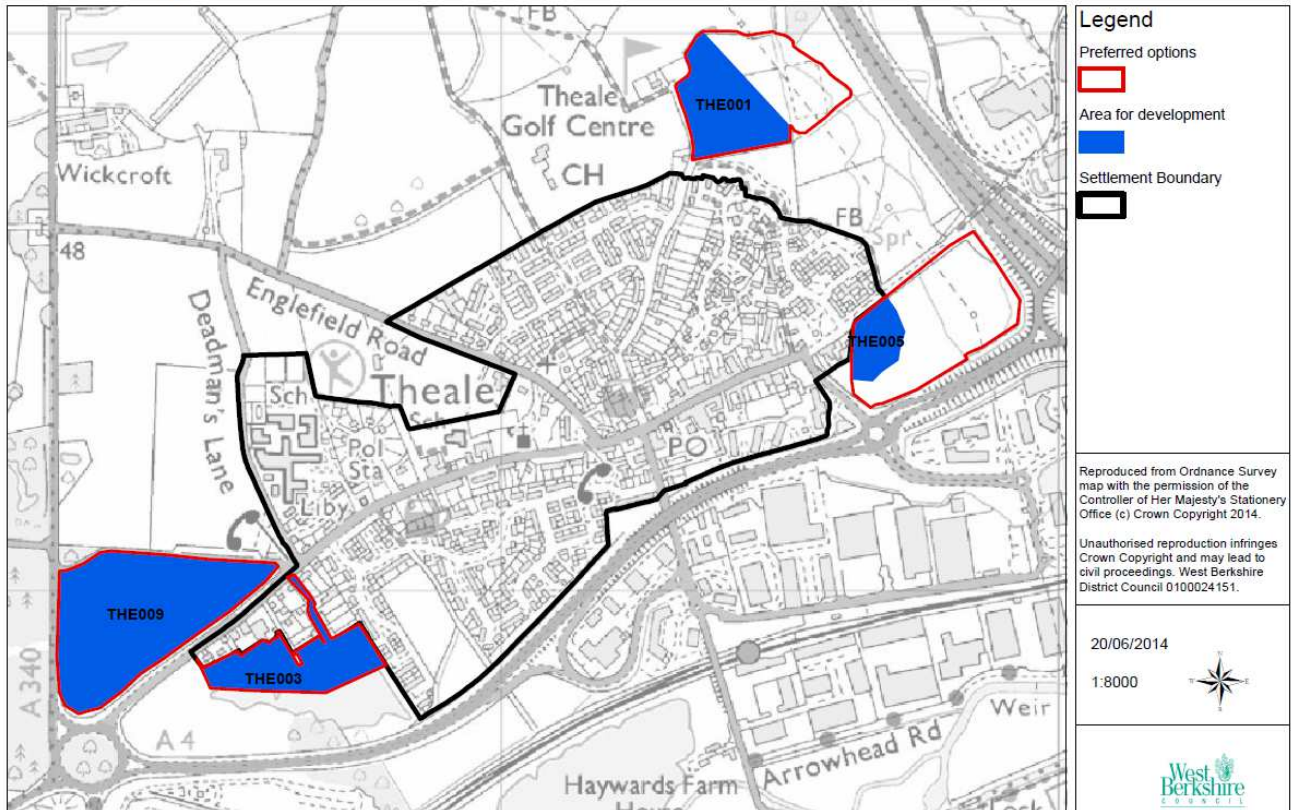 FB
THE001
Theale
Golf Centre
CH
Wickcroft
48
FB
Spr
Englefield Road
Deadman's Lane
THE005
Theale
Sch
Pol
Sta
PO
Liby
THE009
THE003
A 340
A 4
Weir
Arrowhead Rd
Haywards Farm
Legend
Preferred options
Area for development
Settlement Boundary
Reproduced from Ordnance Survey
map with the permission of the
Controller of Her Majesty's Stationery
Office (c) Crown Copyright 2014.
Unauthorised reproduction infringes
Crown Copyright and may lead to
civil proceedings. West Berkshire
District Council 0100024151.
20/06/2014
1:8000
N
W
E
S
West
Berkshire
COUNCIL